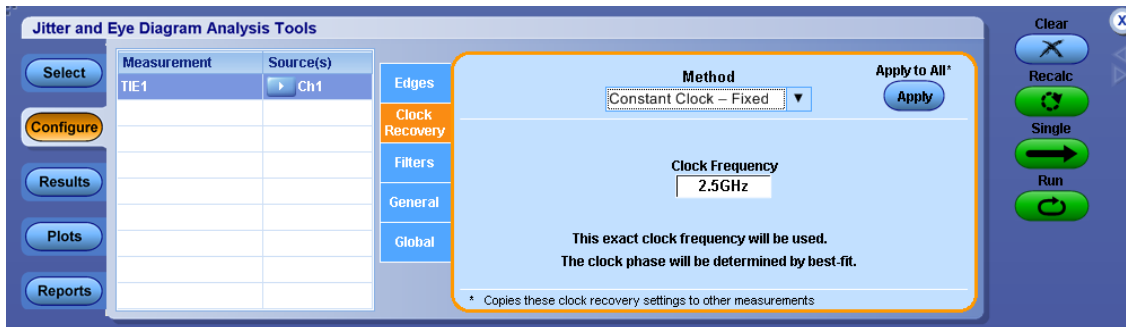 Jitter and Eye Diagram Analysis Tools
Select
Configure
Results
Plots
Reports
Measurement Source(s)
TIE1 Ch1
Edges
Clock
Recovery
Filters
General
Global
Method
Constant Clock – Fixed
Apply to All*
Apply
Clock Frequency
2.5GHz
This exact clock frequency will be used.
The clock phase will be determined by best-fit.
* Copies these clock recovery settings to other measurements
Clear
X
Recalc
Single
Run